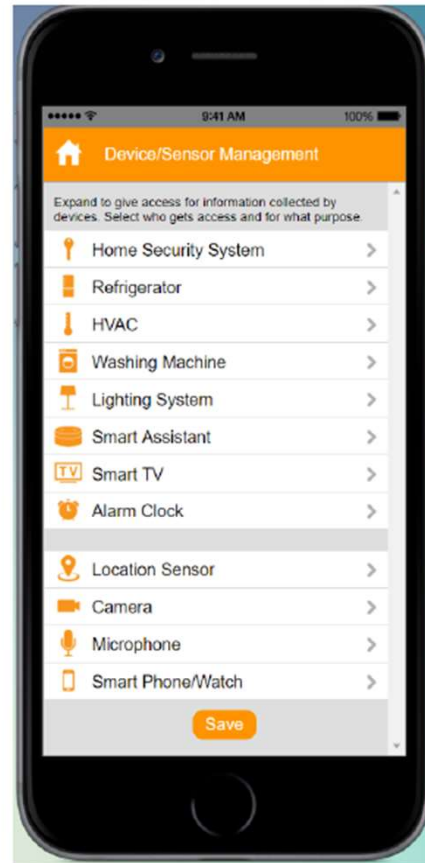 9:41 AM 100%
Device/Sensor Management
Expand to give access for information collected by
devices. Select who gets access and for what purpose.
Home Security System
Refrigerator
HVAC
Washing Machine
Lighting System
Smart Assistant
TV Smart TV
Alarm Clock
Location Sensor
Camera
Microphone
Smart Phone/Watch
Save